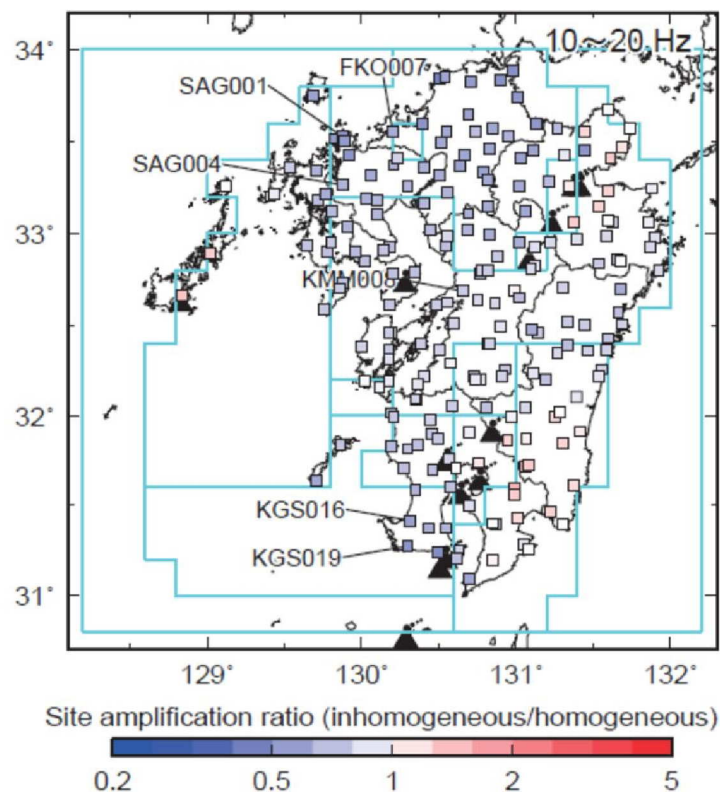 34°
10~20 Hz
FKO007
SAG001
SAG004
33°
KMM008
32°
KGS016
KGS019
31°
129°
130°
131°
132°
Site amplification ratio (inhomogeneous/homogeneous)
0.2
0.5
1
2
5